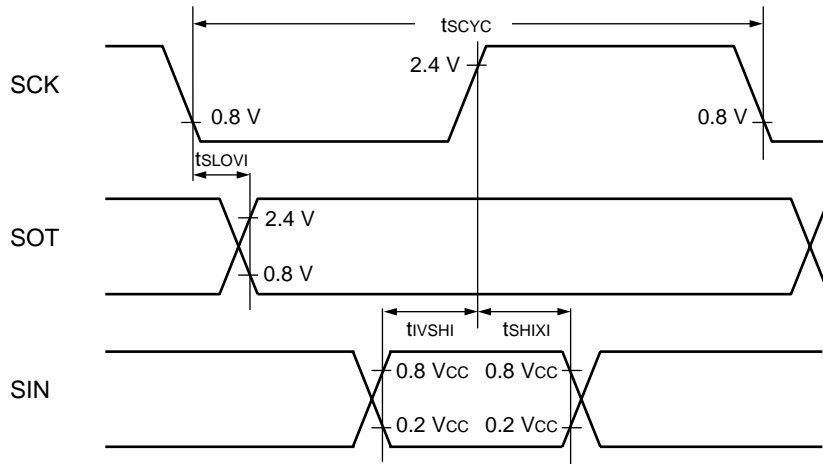 tSCYC
SCK
2.4 V
0.8 V
0.8 V
tSLOVI
SOT
2.4 V
0.8 V
tIVSHI
tSHIXI
SIN
0.8 VCC
0.8 VCC
0.2 VCC
0.2 VCC